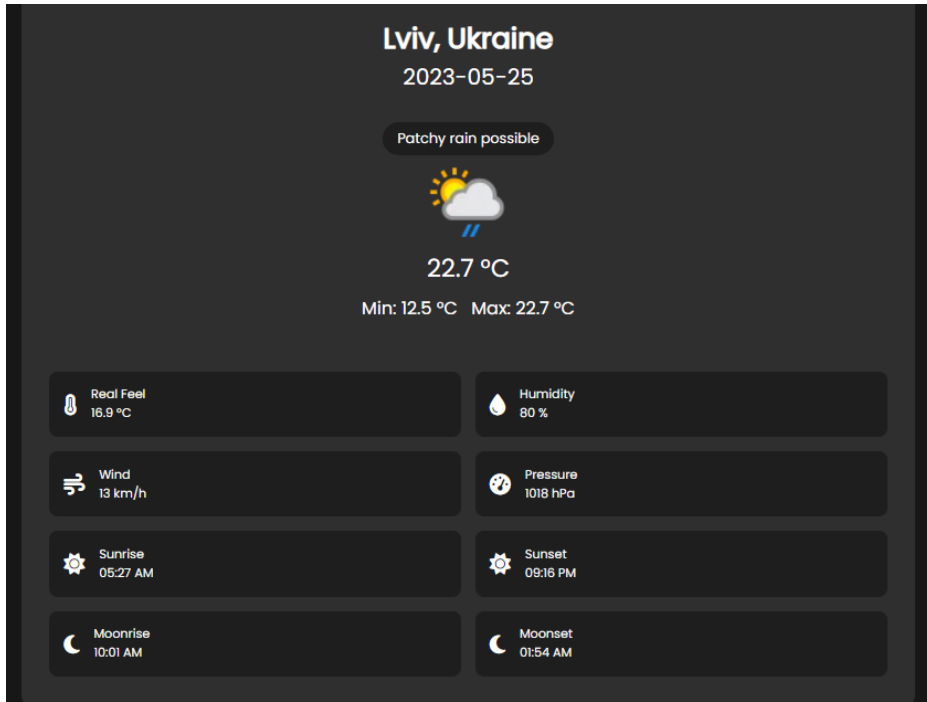 Lviv, Ukraine
2023-05-25
Patchy rain possible
22.7 °C
Min: 12.5 °C Max: 22.7 °C
Real Feel
16.9 °C
Humidity
80 %
Wind
13 km/h
Pressure
1018 hPa
Sunrise
05:27 AM
Sunset
09:16 PM
Moonrise
10:01 AM
Moonset
01:54 AM